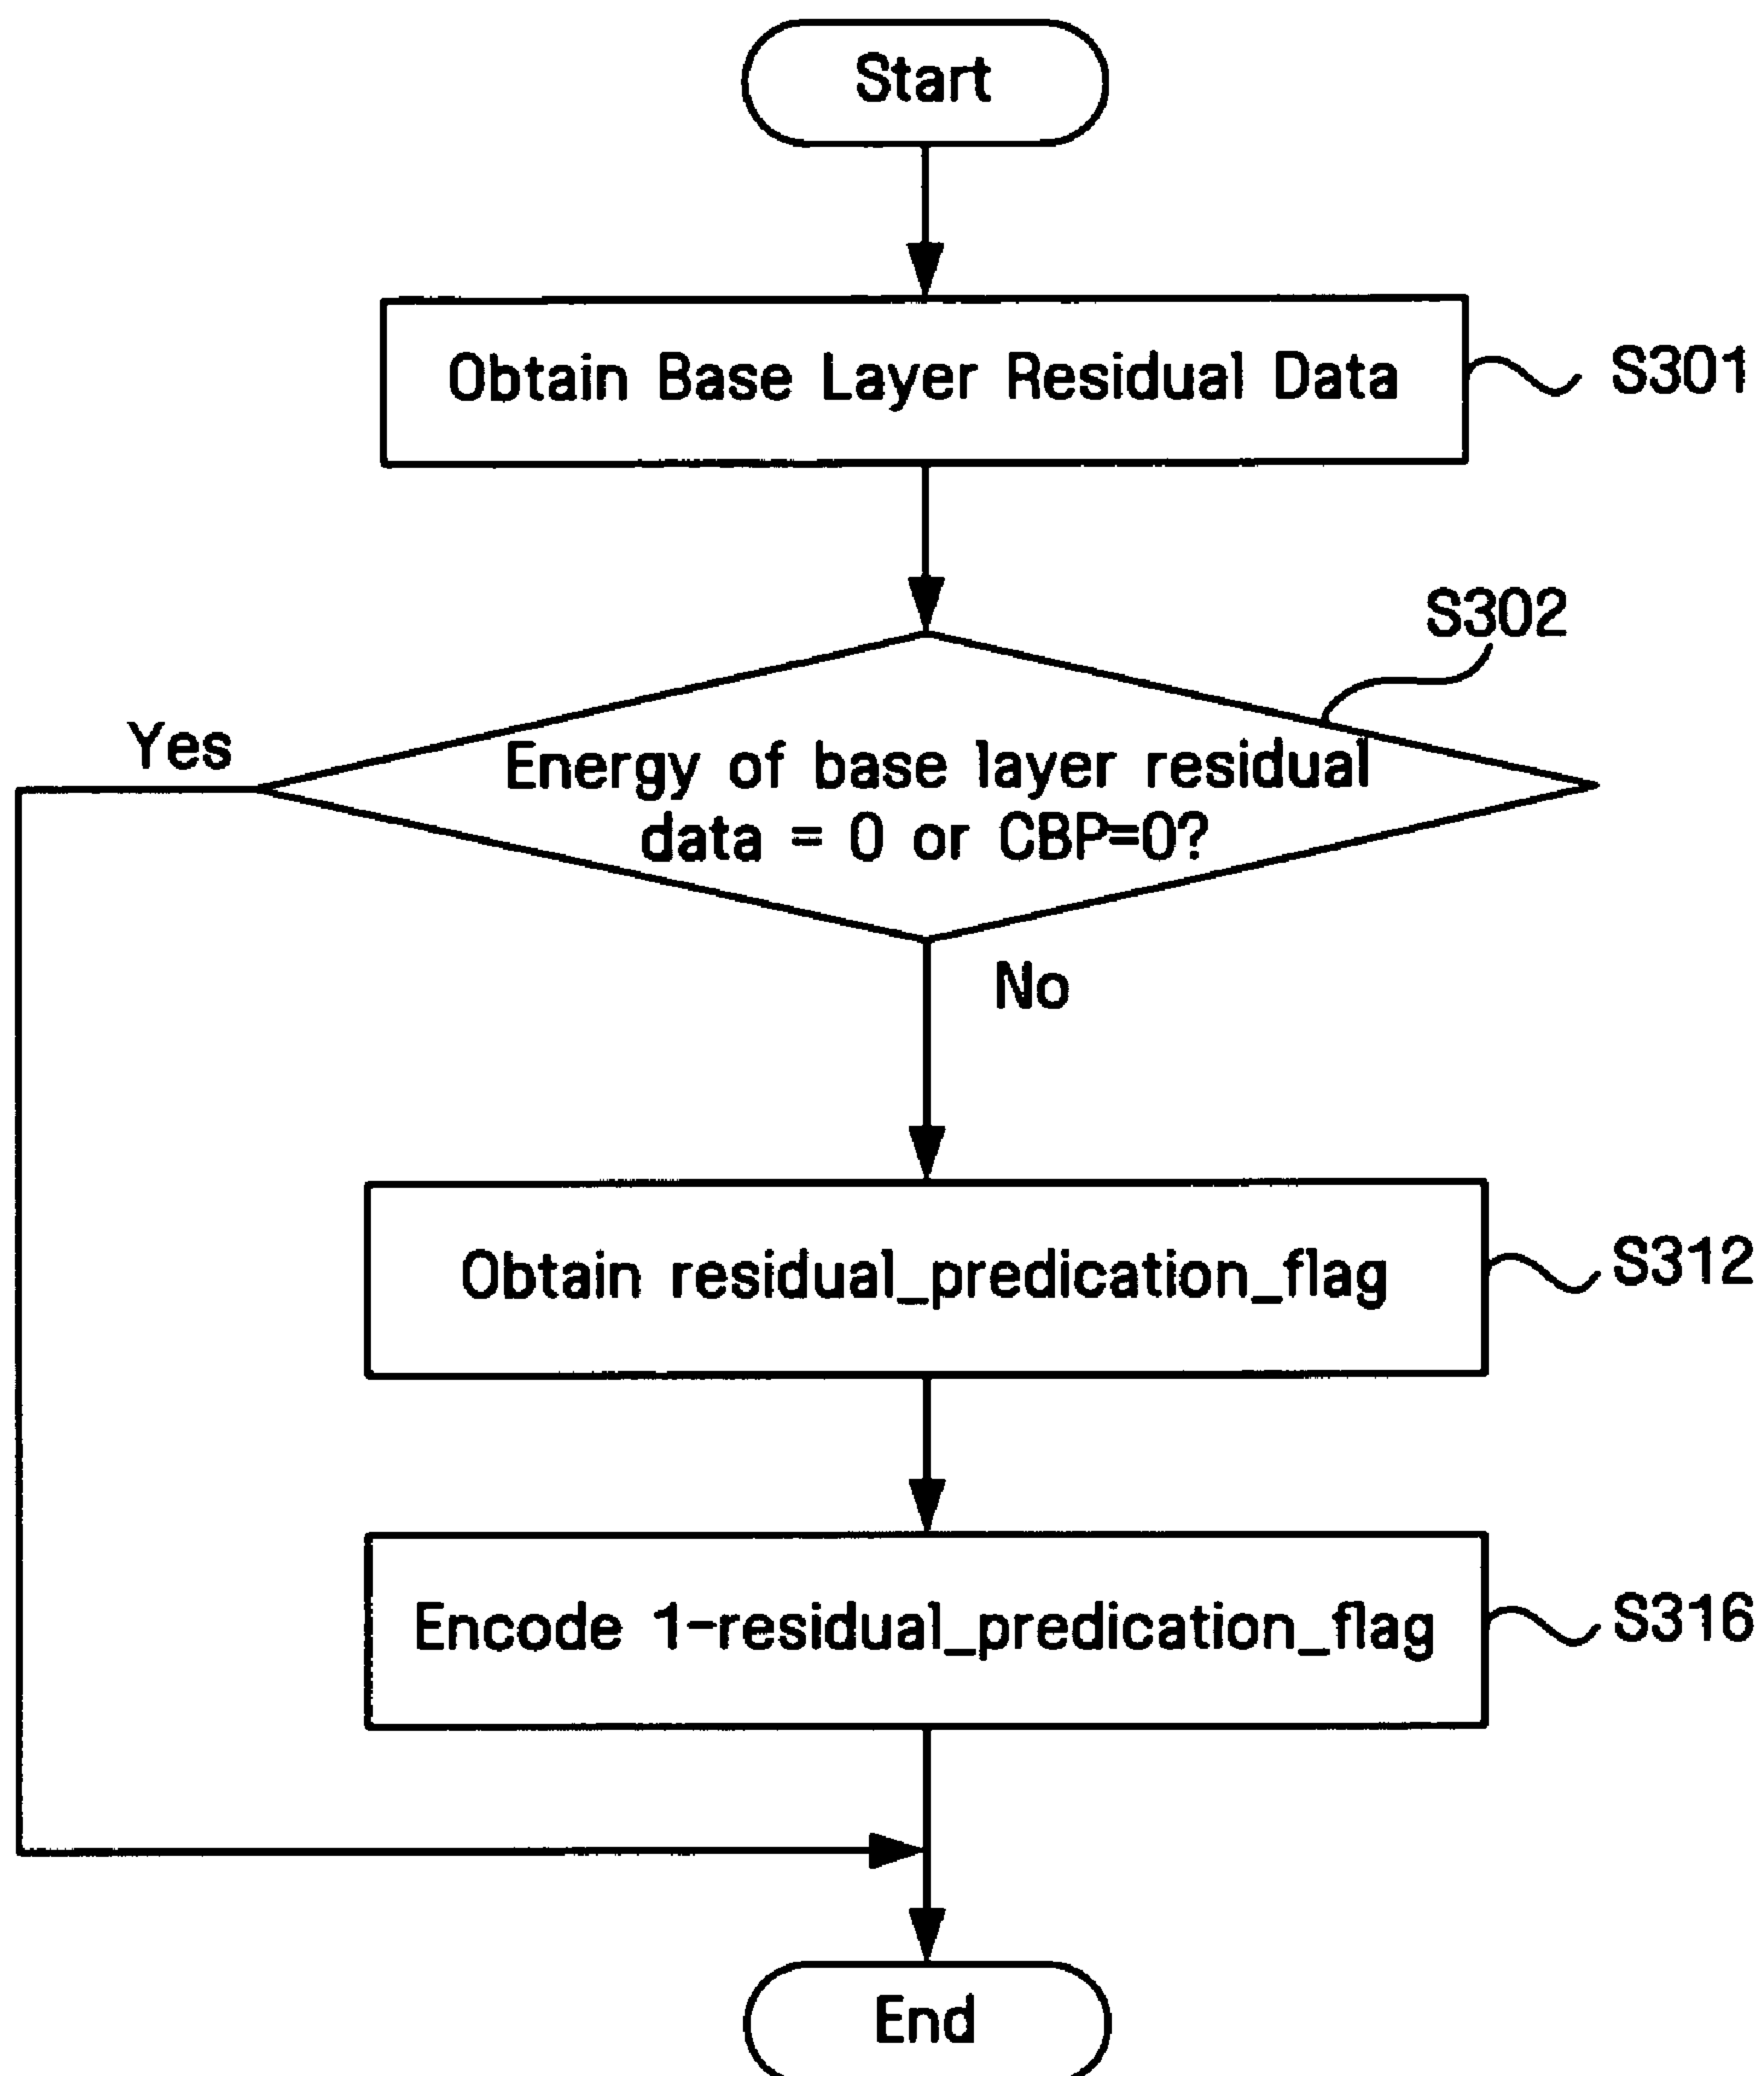 Start
Obtain Base Layer Residual Data
S301
S302
Yes
Energy of base layer residual
data = 0 or CBP=0?
No
Obtain residual_predication_flag
S312
Encode 1-residual_predication_flag
S316
End